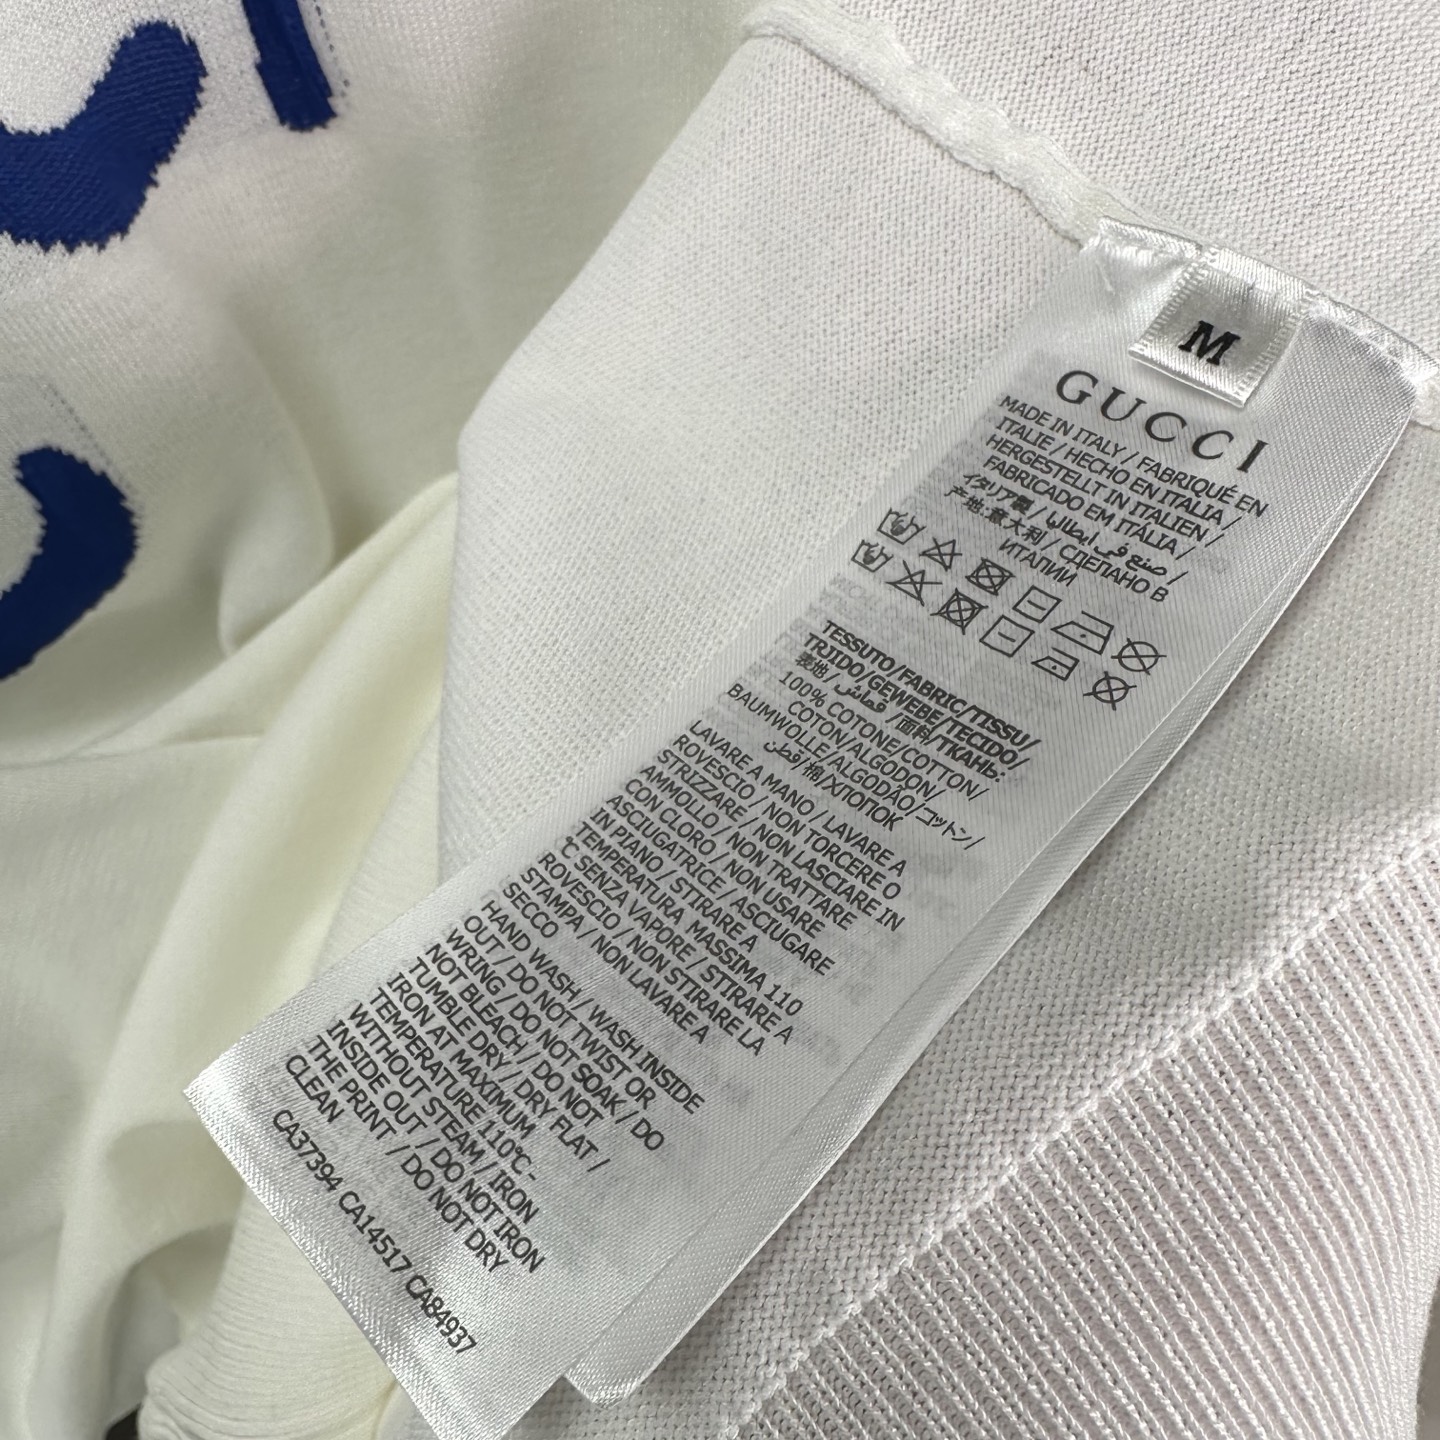 M
GUCCI
MADE IN ITALY / FABRIQUÉ EN
ITALIE / HECHO EN ITALIA /
HERGESTELLT IN ITALIEN /
FABRICADO EM ITÁLIA /
イタリア製 / صنع في إيطاليا /
产地:意大利 / СДЕЛАНО В
ИТАЛИИ
TESSUTO/FABRIC/TISSU/
TRJIDO/GEWEBE/TECIDO/
表地/قماش/面料/ТКАНЬ:
100% COTONE/COTTON/
COTON/ALGODON/
BAUMWOLLE/ALGODÃO/コットン/
قطن/棉/ХЛОПОК
LAVARE A MANO / LAVARE A
ROVESCIO / NON TORCERE O
STRIZZARE / NON LASCIARE IN
AMMOLLO / NON TRATTARE
CON CLORO / NON USARE
ASCIUGATRICE / ASCIUGARE
IN PIANO / STIRARE A
TEMPERATURA MASSIMA 110
℃ SENZA VAPORE / STIRARE A
ROVESCIO / NON STIRARE LA
STAMPA / NON LAVARE A
SECCO
HAND WASH / WASH INSIDE
OUT / DO NOT TWIST OR
WRING / DO NOT SOAK / DO
NOT BLEACH / DO NOT
TUMBLE DRY / DRY FLAT /
IRON AT MAXIMUM
TEMPERATURE 110℃-
WITHOUT STEAM / IRON
INSIDE OUT / DO NOT IRON
THE PRINT / DO NOT DRY
CLEAN
CA37394 CA14517 CA84937